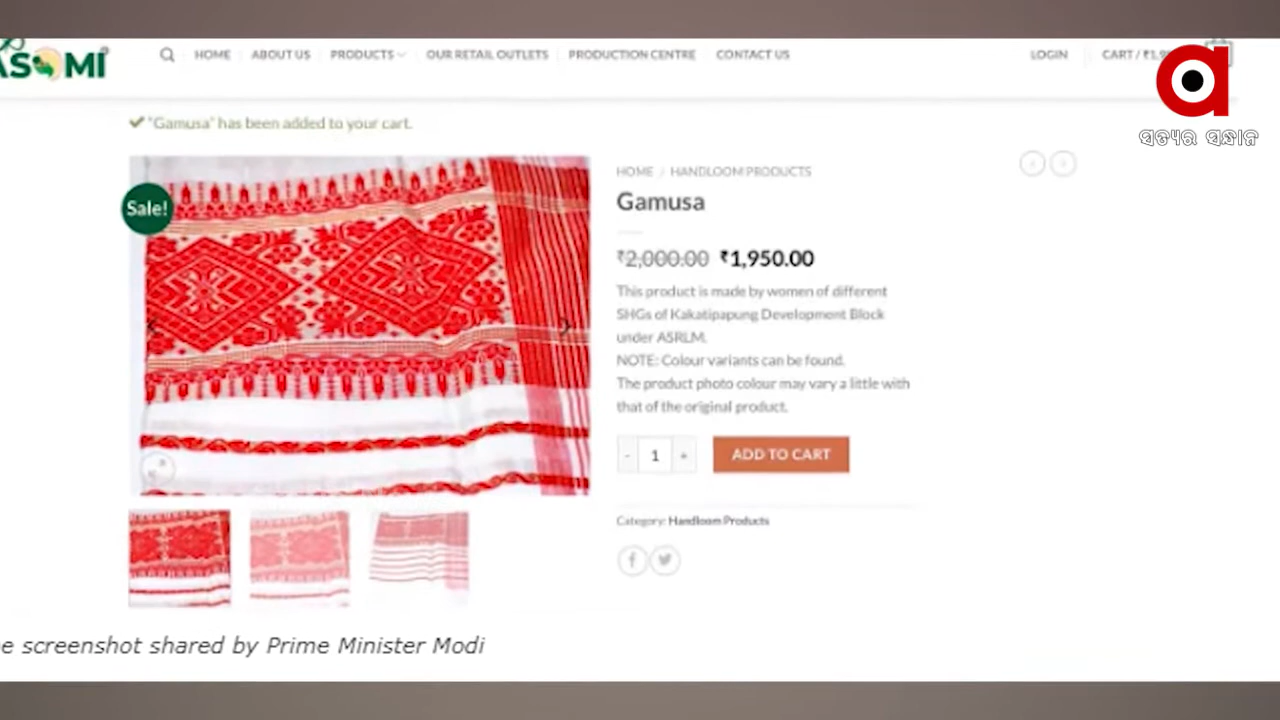 ASOMI
HOME ABOUT US PRODUCTS OUR RETAIL OUTLETS PRODUCTION CENTRE CONTACT US LOGIN CART /
ସତ୍ୟର ସନ୍ଧାନ
"Gamusa" has been added to your cart.
Sale!
HOME / HANDLOOM PRODUCTS
Gamusa
₹2,000.00 ₹1,950.00
This product is made by women of different
SHGs of Kakatipapung Development Block
under ASRLM.
NOTE: Colour variants can be found.
The product photo colour may vary a little with
that of the original product.
- 1 + ADD TO CART
Category: Handloom Products
screenshot shared by Prime Minister Modi